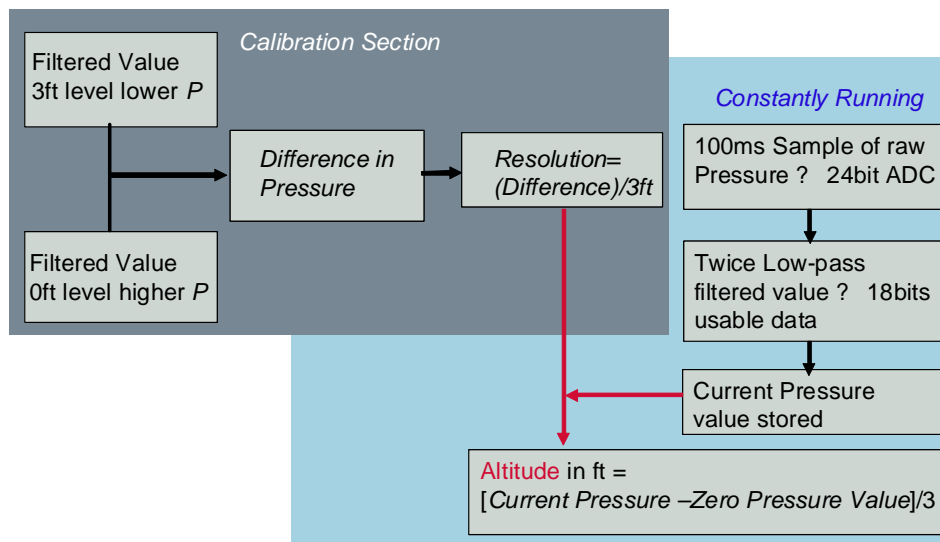 Calibration Section
Filtered Value
3ft level lower P
Difference in
Pressure
Resolution=
(Difference)/3ft
Filtered Value
0ft level higher P
Constantly Running
100ms Sample of raw
Pressure ? 24bit ADC
Twice Low-pass
filtered value ? 18bits
usable data
Current Pressure
value stored
Altitude in ft =
[Current Pressure –Zero Pressure Value]/3